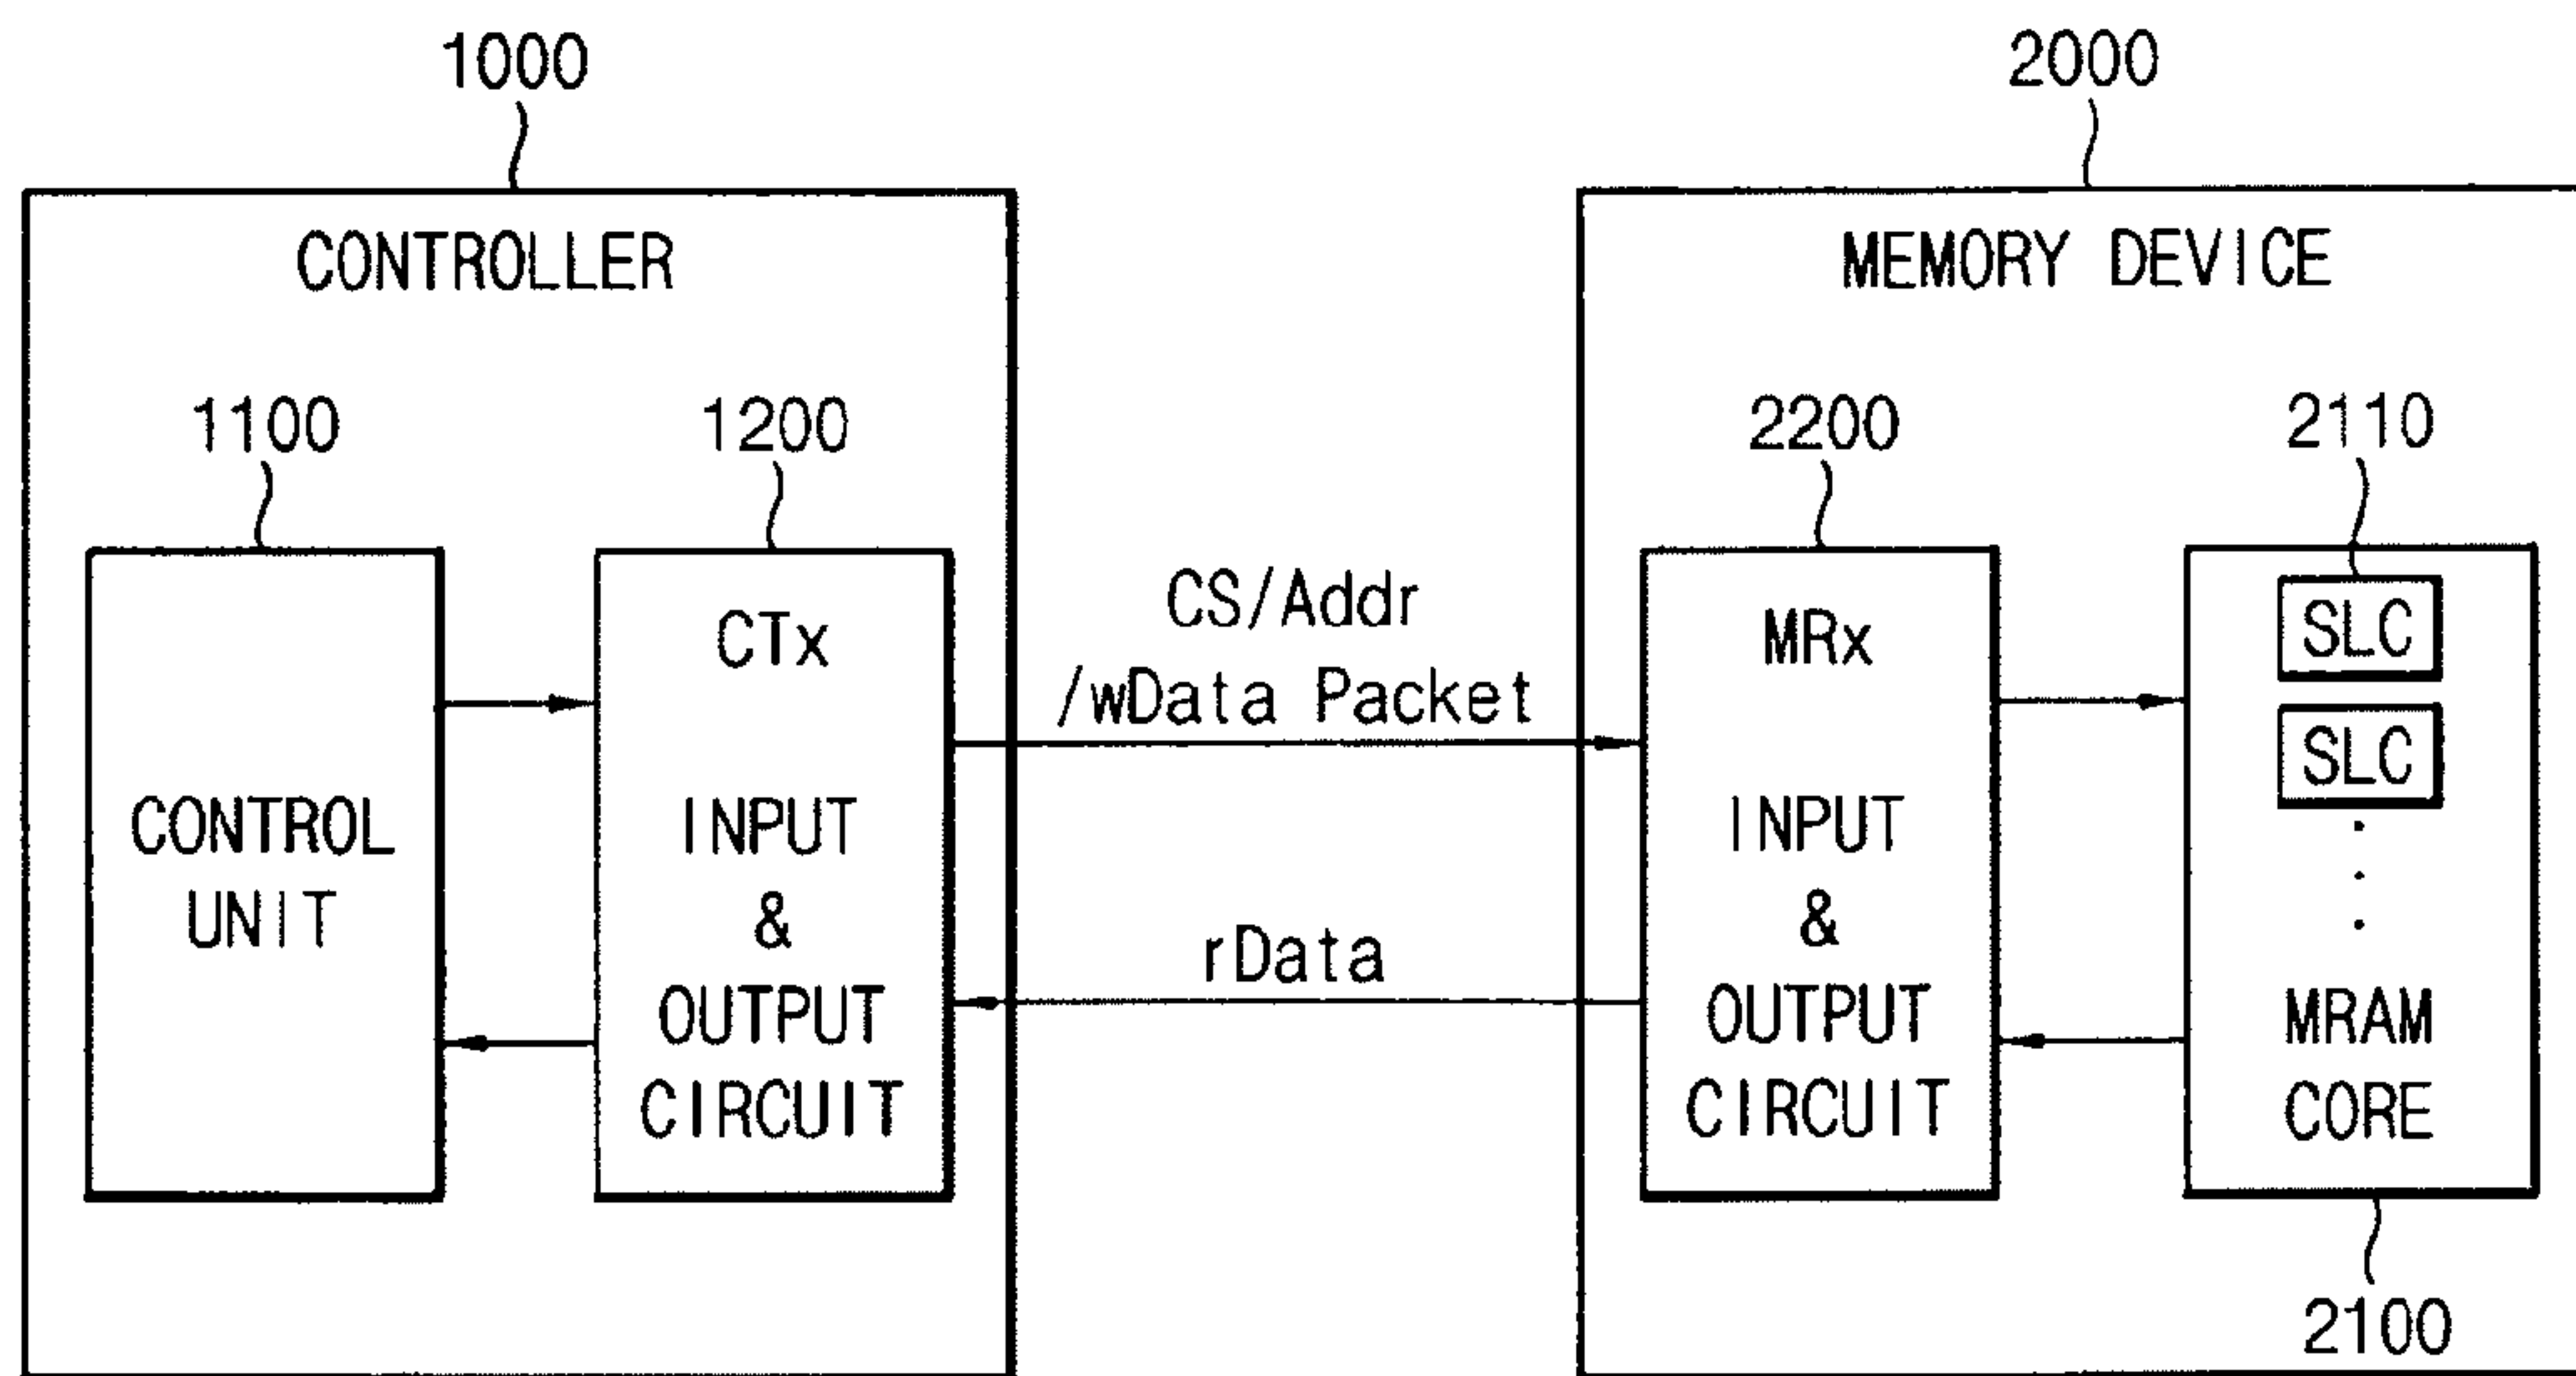 1000
2000
CONTROLLER
MEMORY DEVICE
1100
1200
2200
2110
CONTROL
UNIT
CTx
INPUT
&
OUTPUT
CIRCUIT
CS/Addr
/wData Packet
rData
MRx
INPUT
&
OUTPUT
CIRCUIT
SLC
SLC
MRAM
CORE
2100